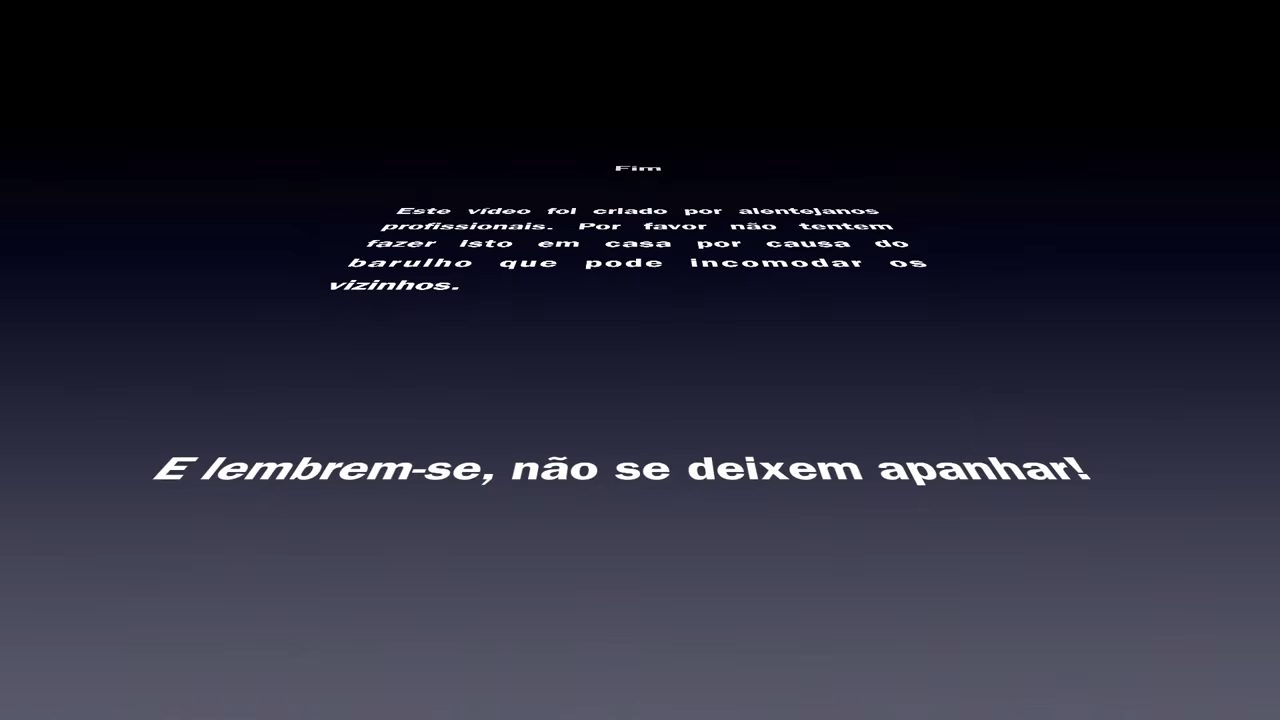 Fim
Este vídeo foi criado por alentejanos
profissionais. Por favor não tentem
fazer isto em casa por causa do
barulho que pode incomodar os
vizinhos.
E lembrem-se, não se deixem apanhar!